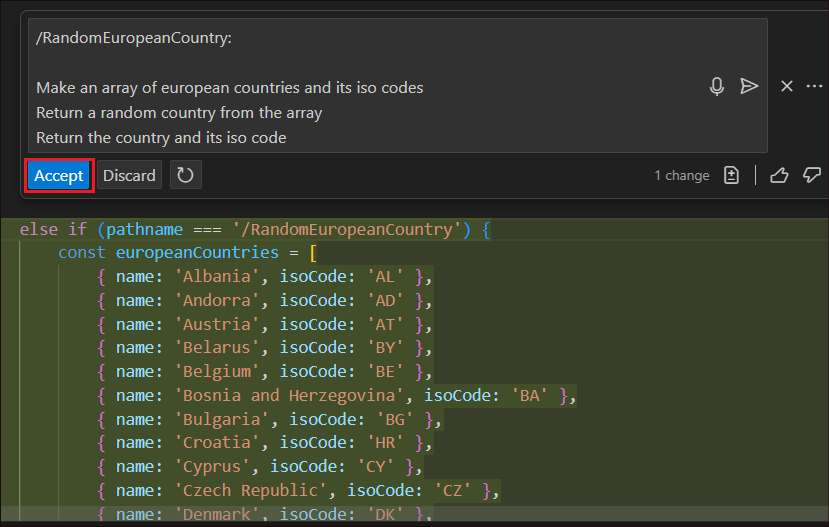 /RandomEuropeanCountry:
Make an array of european countries and its iso codes
Return a random country from the array
Return the country and its iso code
Accept Discard 1 change
else if (pathname === '/RandomEuropeanCountry') {
const europeanCountries = [
{ name: 'Albania', isoCode: 'AL' },
{ name: 'Andorra', isoCode: 'AD' },
{ name: 'Austria', isoCode: 'AT' },
{ name: 'Belarus', isoCode: 'BY' },
{ name: 'Belgium', isoCode: 'BE' },
{ name: 'Bosnia and Herzegovina', isoCode: 'BA' },
{ name: 'Bulgaria', isoCode: 'BG' },
{ name: 'Croatia', isoCode: 'HR' },
{ name: 'Cyprus', isoCode: 'CY' },
{ name: 'Czech Republic', isoCode: 'CZ' },
{ name: 'Denmark', isoCode: 'DK' },